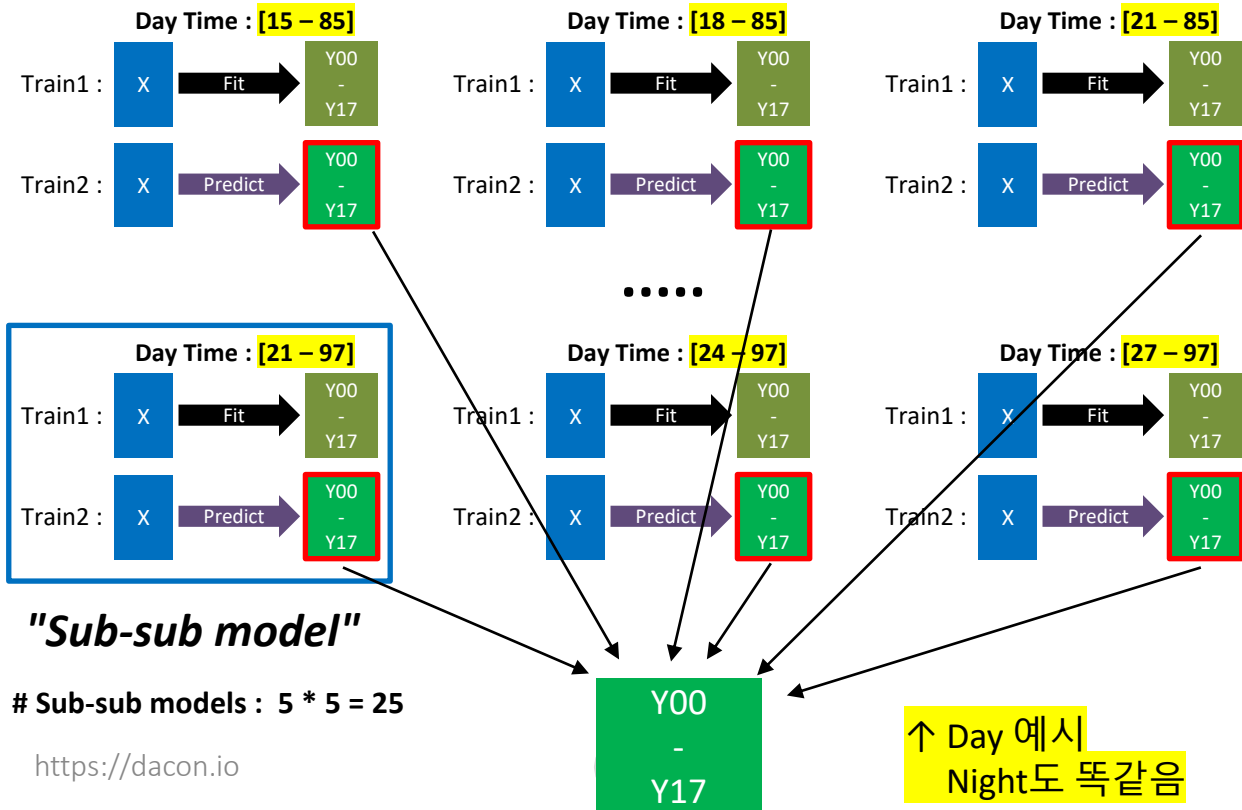 Day Time : [15 – 85]
Train1 :
X
Fit
Y00
-
Y17
Train2 :
X
Predict
Y00
-
Y17
Day Time : [18 – 85]
Train1 :
X
Fit
Y00
-
Y17
Train2 :
X
Predict
Y00
-
Y17
Day Time : [21 – 85]
Train1 :
X
Fit
Y00
-
Y17
Train2 :
X
Predict
Y00
-
Y17
.....
Day Time : [21 – 97]
Train1 :
X
Fit
Y00
-
Y17
Train2 :
X
Predict
Y00
-
Y17
Day Time : [24 – 97]
Train1 :
X
Fit
Y00
-
Y17
Train2 :
X
Predict
Y00
-
Y17
Day Time : [27 – 97]
Train1 :
X
Fit
Y00
-
Y17
Train2 :
X
Predict
Y00
-
Y17
"Sub-sub model"
# Sub-sub models : 5 * 5 = 25
https://dacon.io
Y00
-
Y17
↑ Day 예시
Night도 똑같음